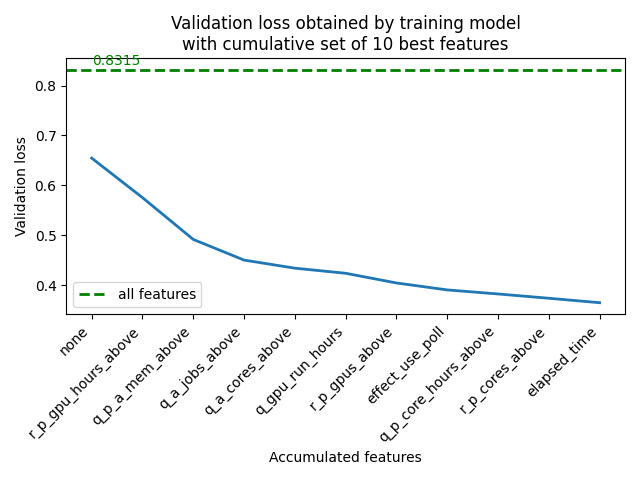 Validation loss obtained by training model
with cumulative set of 10 best features
0.8315
0.8
0.7
0.6
0.5
0.4
Validation loss
all features
none
r_p_gpu_hours_above
q_p_a_mem_above
q_a_jobs_above
q_a_cores_above
q_gpu_run_hours
r_p_gpus_above
effect_use_poll
q_p_core_hours_above
r_p_cores_above
elapsed_time
Accumulated features